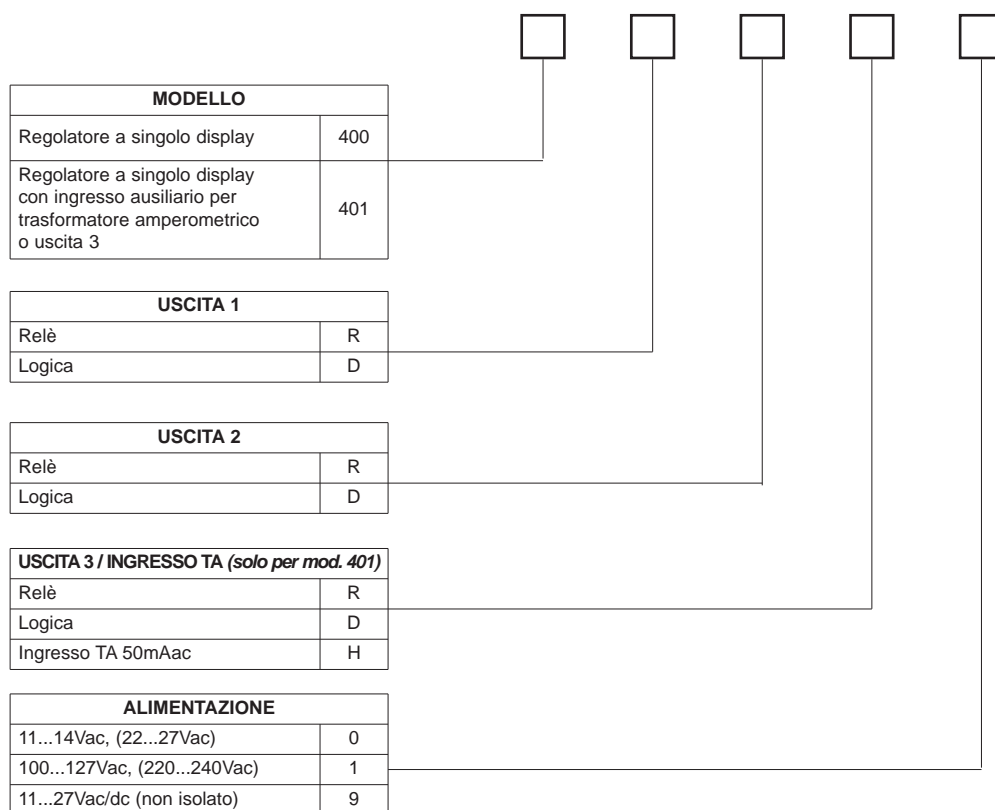 MODELLO
Regolatore a singolo display 400
Regolatore a singolo display
con ingresso ausiliario per
trasformatore amperometrico
o uscita 3
401
USCITA 1
Relè R
Logica D
USCITA 2
Relè R
Logica D
USCITA 3 / INGRESSO TA (solo per mod. 401)
Relè R
Logica D
Ingresso TA 50mAac H
ALIMENTAZIONE
11...14Vac, (22...27Vac) 0
100...127Vac, (220...240Vac) 1
11...27Vac/dc (non isolato) 9